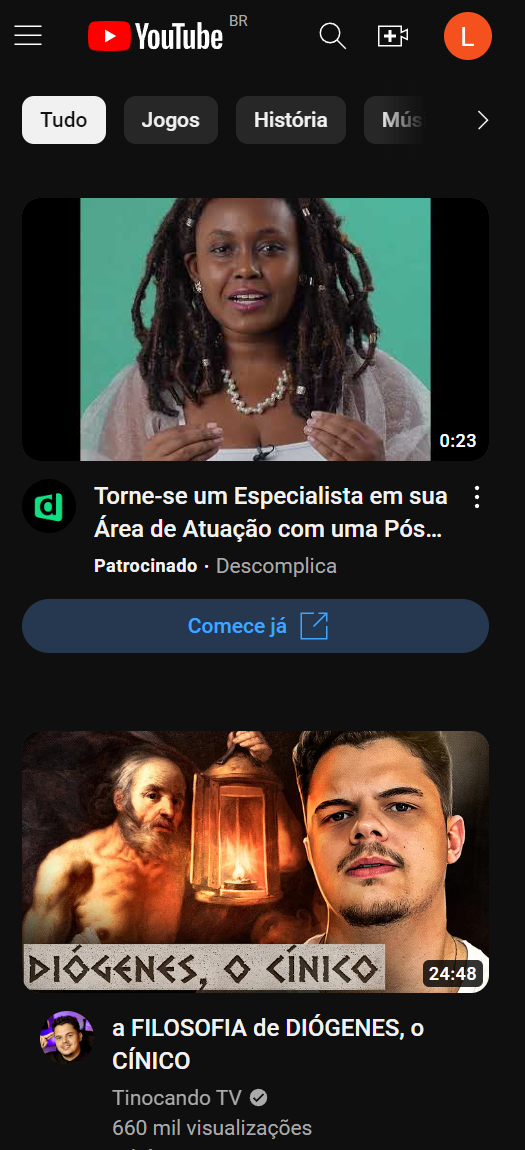 YouTube BR
L
Tudo
Jogos
História
Mús
0:23
d
Torne-se um Especialista em sua
Área de Atuação com uma Pós...
Patrocinado · Descomplica
Comece já
DIÓGENES, O CÍNICO
24:48
a FILOSOFIA de DIÓGENES, o
CÍNICO
Tinocando TV
660 mil visualizações